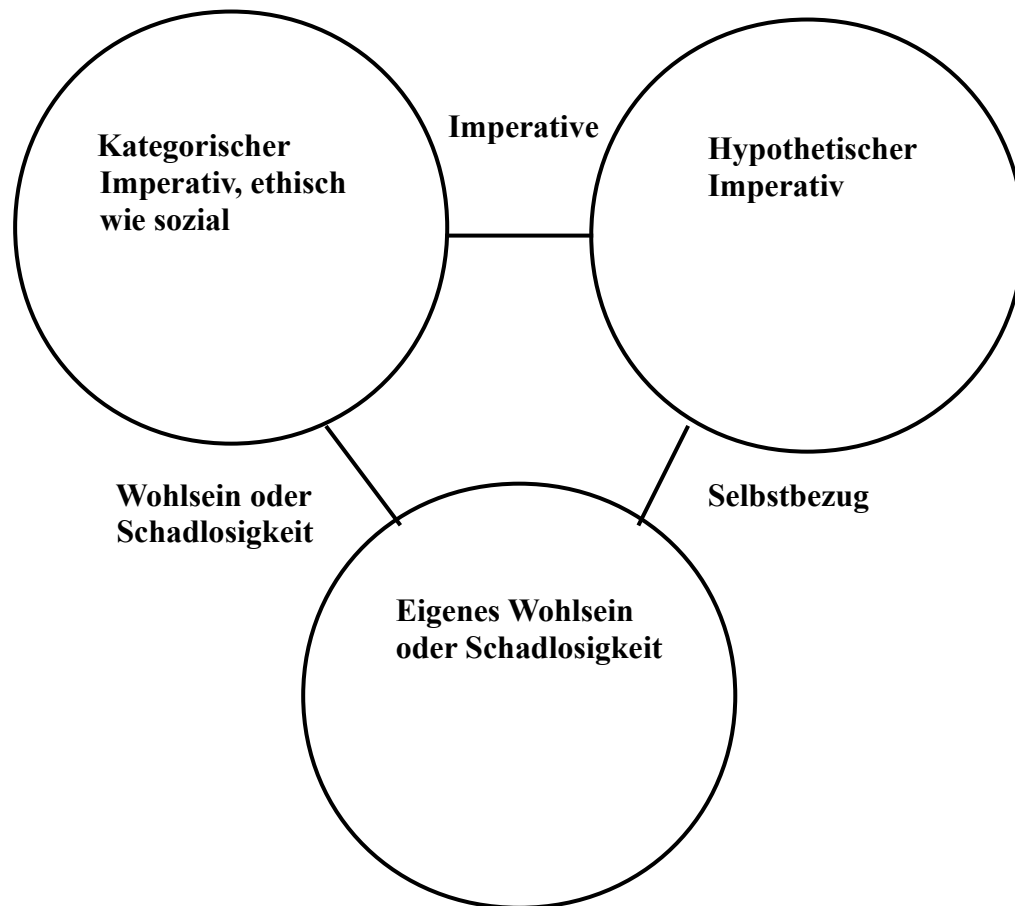 Kategorischer
Imperativ, ethisch
wie sozial
Imperative
Hypothetischer
Imperativ
Wohlsein oder
Schadlosigkeit
Selbstbezug
Eigenes Wohlsein
oder Schadlosigkeit